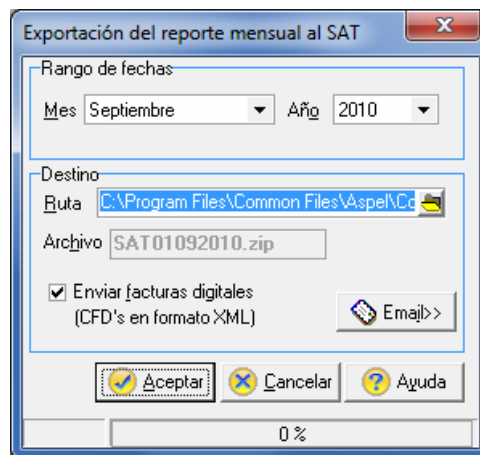 Exportación del reporte mensual al SAT
Rango de fechas
Mes Septiembre Año 2010
Destino
Ruta C:\Program Files\Common Files\Aspel\Co
Archivo SAT01092010.zip
Enviar facturas digitales
(CFD's en formato XML)
Email>>
Aceptar Cancelar Ayuda
0 %